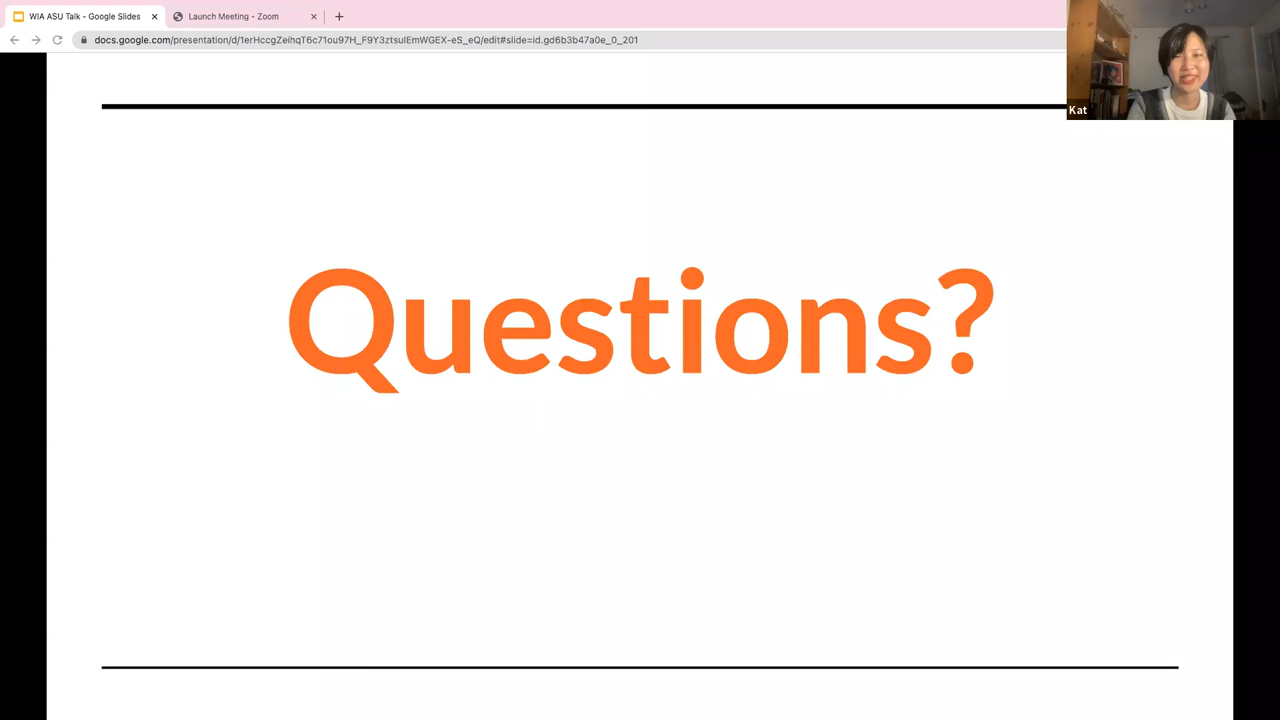 WIA ASU Talk - Google Slides
Launch Meeting - Zoom
docs.google.com/presentation/d/1erHccgZeihqT6c71ou97H_F9Y3ztsulEmWGEX-eS_eQ/edit#slide=id.gd6b3b47a0e_0_201
Kat
Questions?